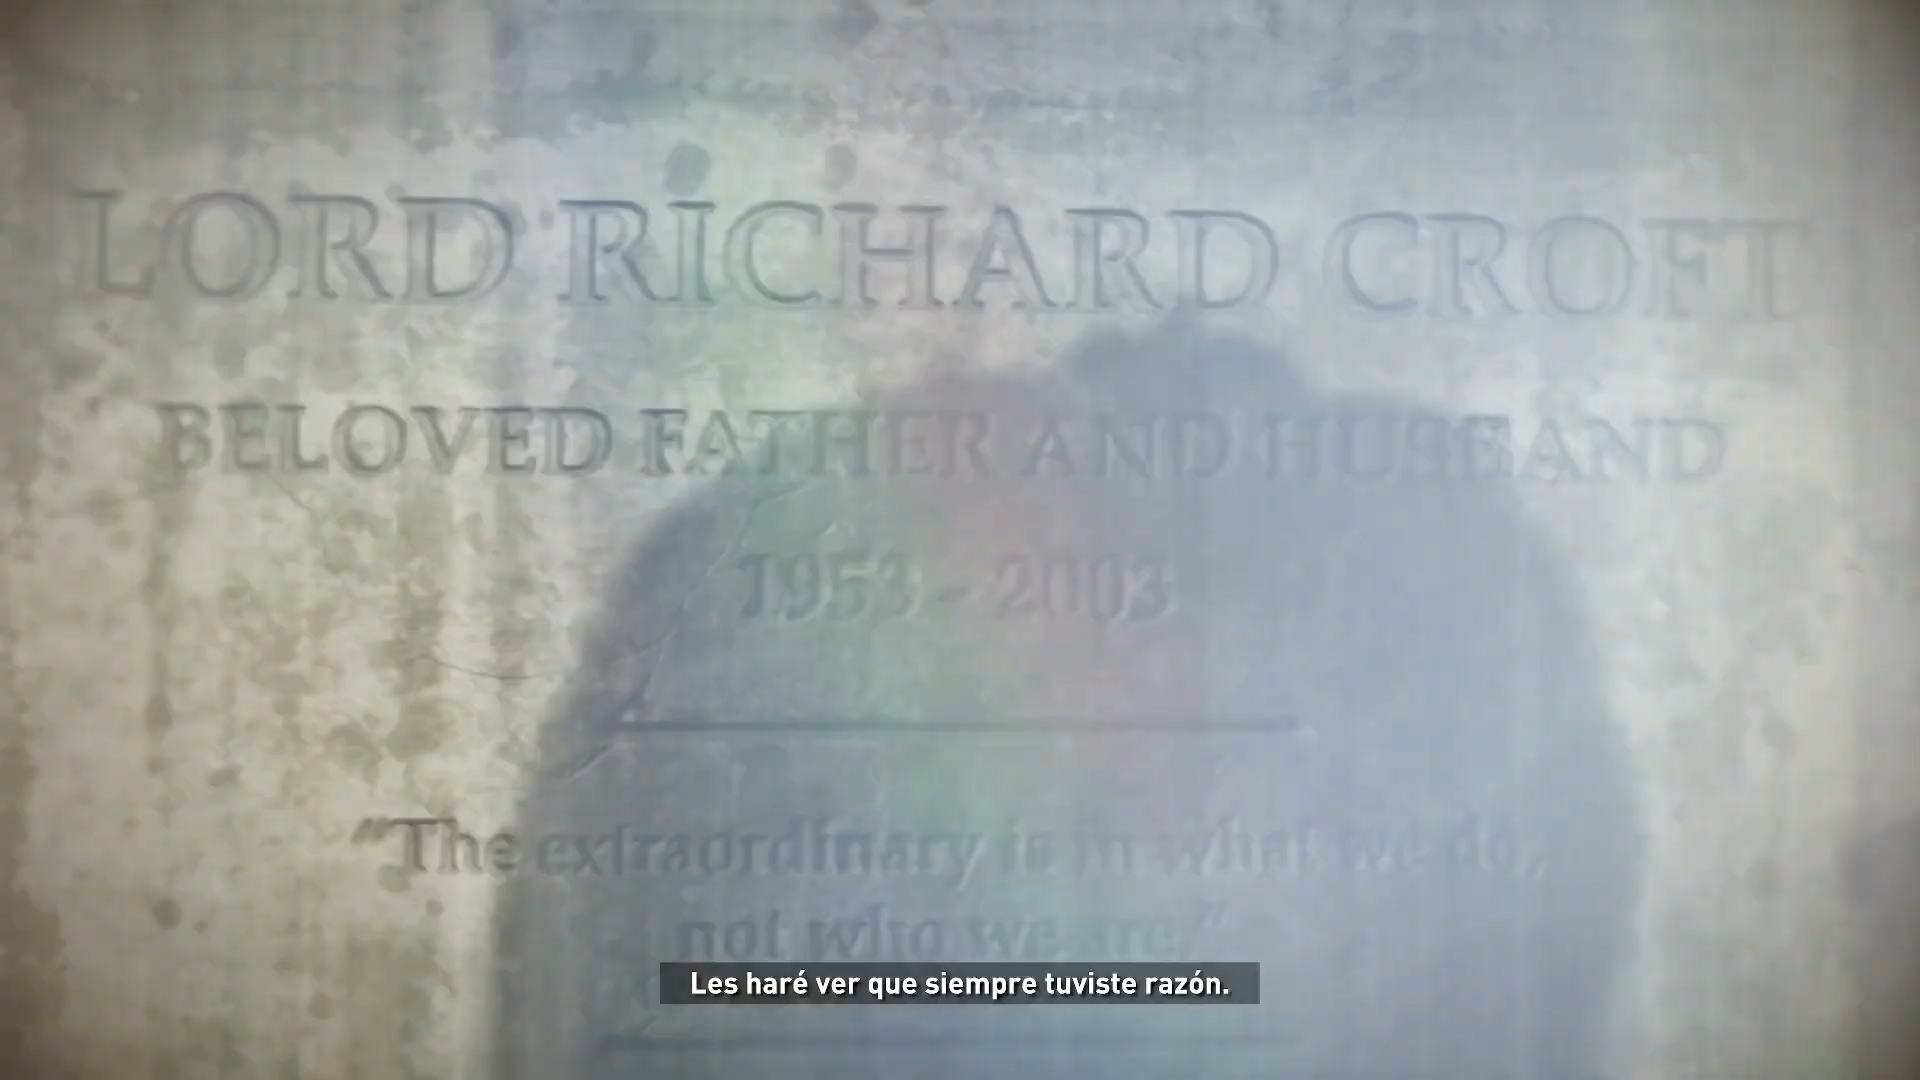 LORD RICHARD CROFT
BELOVED FATHER AND HUSBAND
1953 - 2003
"The extraordinary is in what we do,
not who we are."
Les haré ver que siempre tuviste razón.